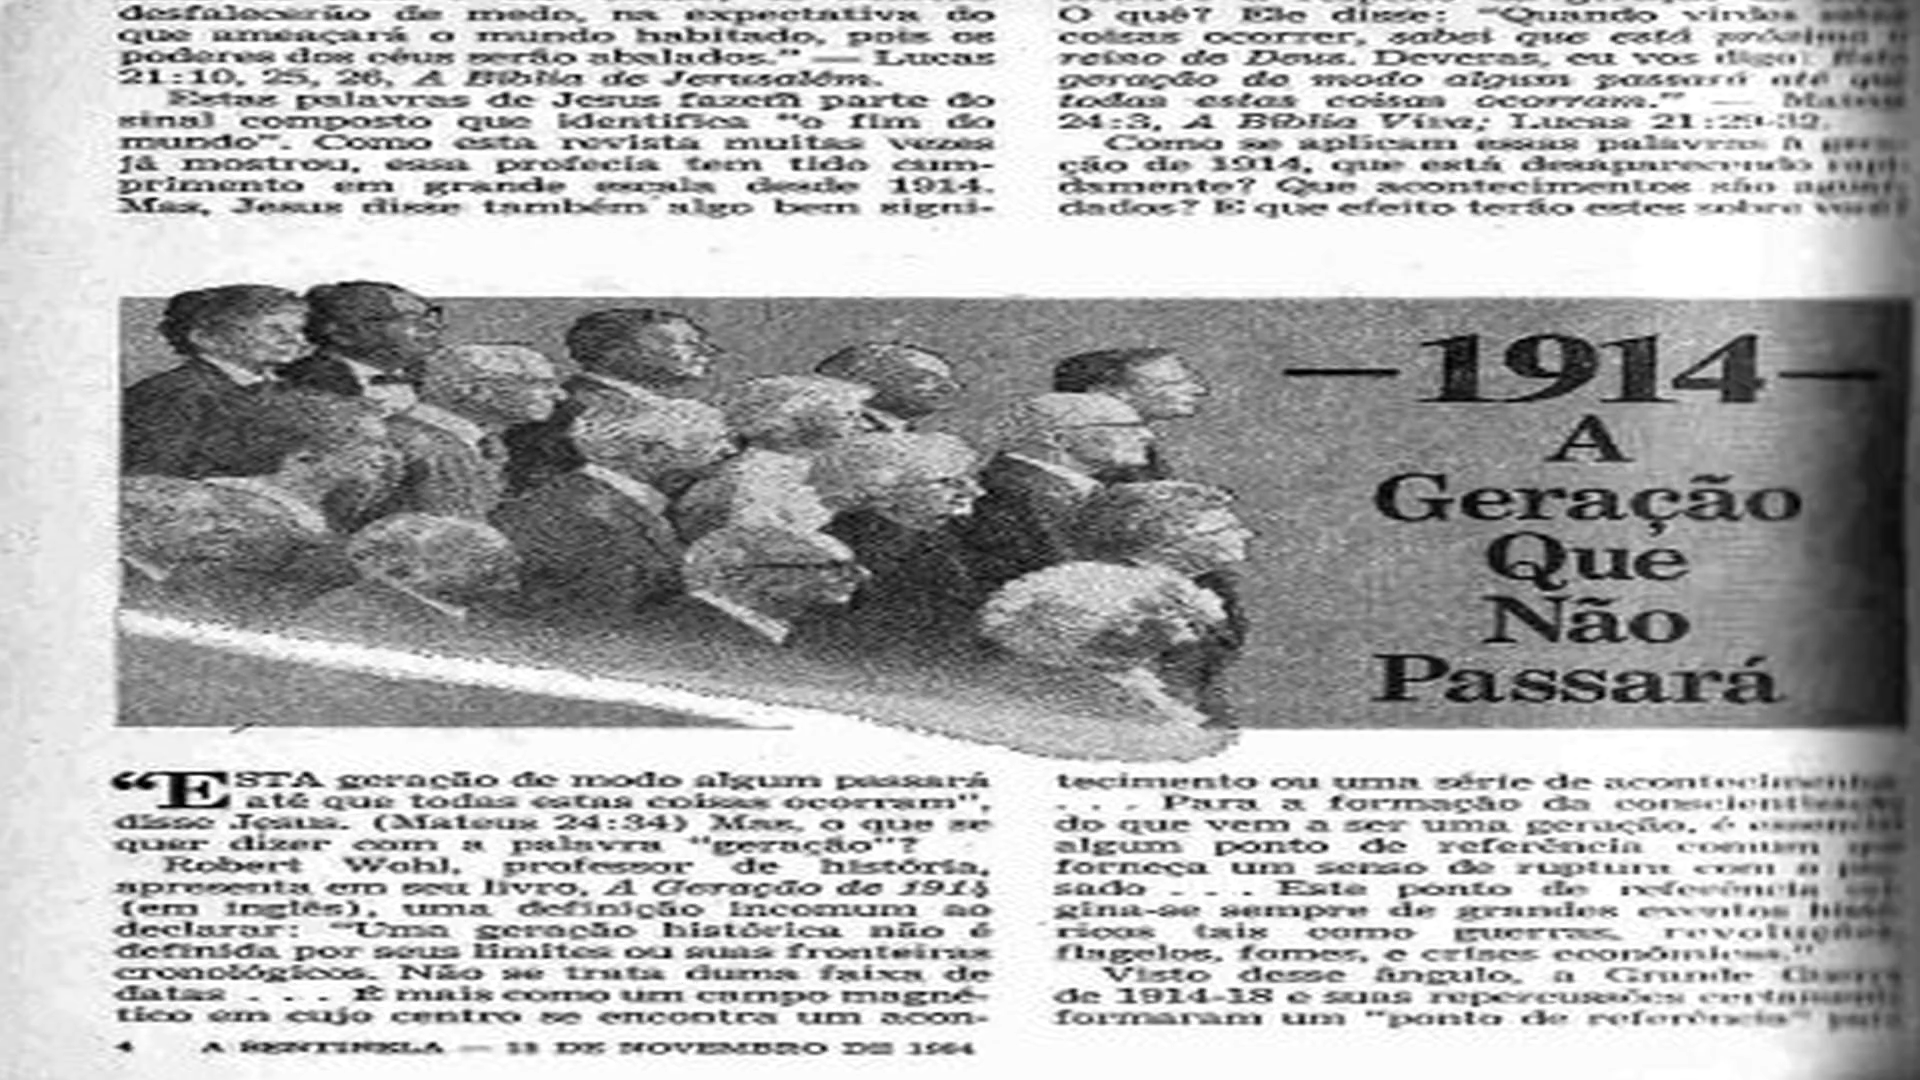 desfalecerão de medo, na expectativa do
que ameaçará o mundo habitado, pois os
poderes dos céus serão abalados." — Lucas
21:10, 25, 26, A Bíblia de Jerusalém.
Estas palavras de Jesus fazem parte do
sinal composto que identifica "o fim do
mundo". Como esta revista muitas vezes
já mostrou, essa profecia tem tido cum-
primento em grande escala desde 1914.
Mas, Jesus disse também algo bem signi-
O quê? Ele disse: "Quando virdes estas
coisas ocorrer, sabei que está próximo o
reino de Deus. Deveras, eu vos digo: Esta
geração de modo algum passará até que
todas estas coisas ocorram." — Mateus
24:3, A Bíblia Viva; Lucas 21:29-32.
Como se aplicam essas palavras à gera-
ção de 1914, que está desaparecendo rapi-
damente? Que acontecimentos são aguar-
dados? E que efeito terão estes sobre você?
—1914—
A
Geração
Que
Não
Passará
"ESTA geração de modo algum passará
até que todas estas coisas ocorram",
disse Jesus. (Mateus 24:34) Mas, o que se
quer dizer com a palavra "geração"?
Robert Wohl, professor de história,
apresenta em seu livro, A Geração de 1914
(em inglês), uma definição incomum ao
declarar: "Uma geração histórica não é
definida por seus limites ou suas fronteiras
cronológicos. Não se trata duma faixa de
datas . . . É mais como um campo magné-
tico em cujo centro se encontra um acon-
tecimento ou uma série de acontecimentos
. . . Para a formação da
do que vem a ser uma geração, é essencial
algum ponto de referência comum que
forneça um senso de ruptura com o pas-
sado . . . Este ponto de referência ori-
gina-se sempre de grandes eventos histó-
ricos tais como guerras, revoluções,
flagelos, fomes, e crises econômicas."
Visto desse ângulo, a Grande Guerra
de 1914-18 e suas repercussões certamente
formaram um "ponto de referência" para
4 A SENTINELA — 15 DE NOVEMBRO DE 1984